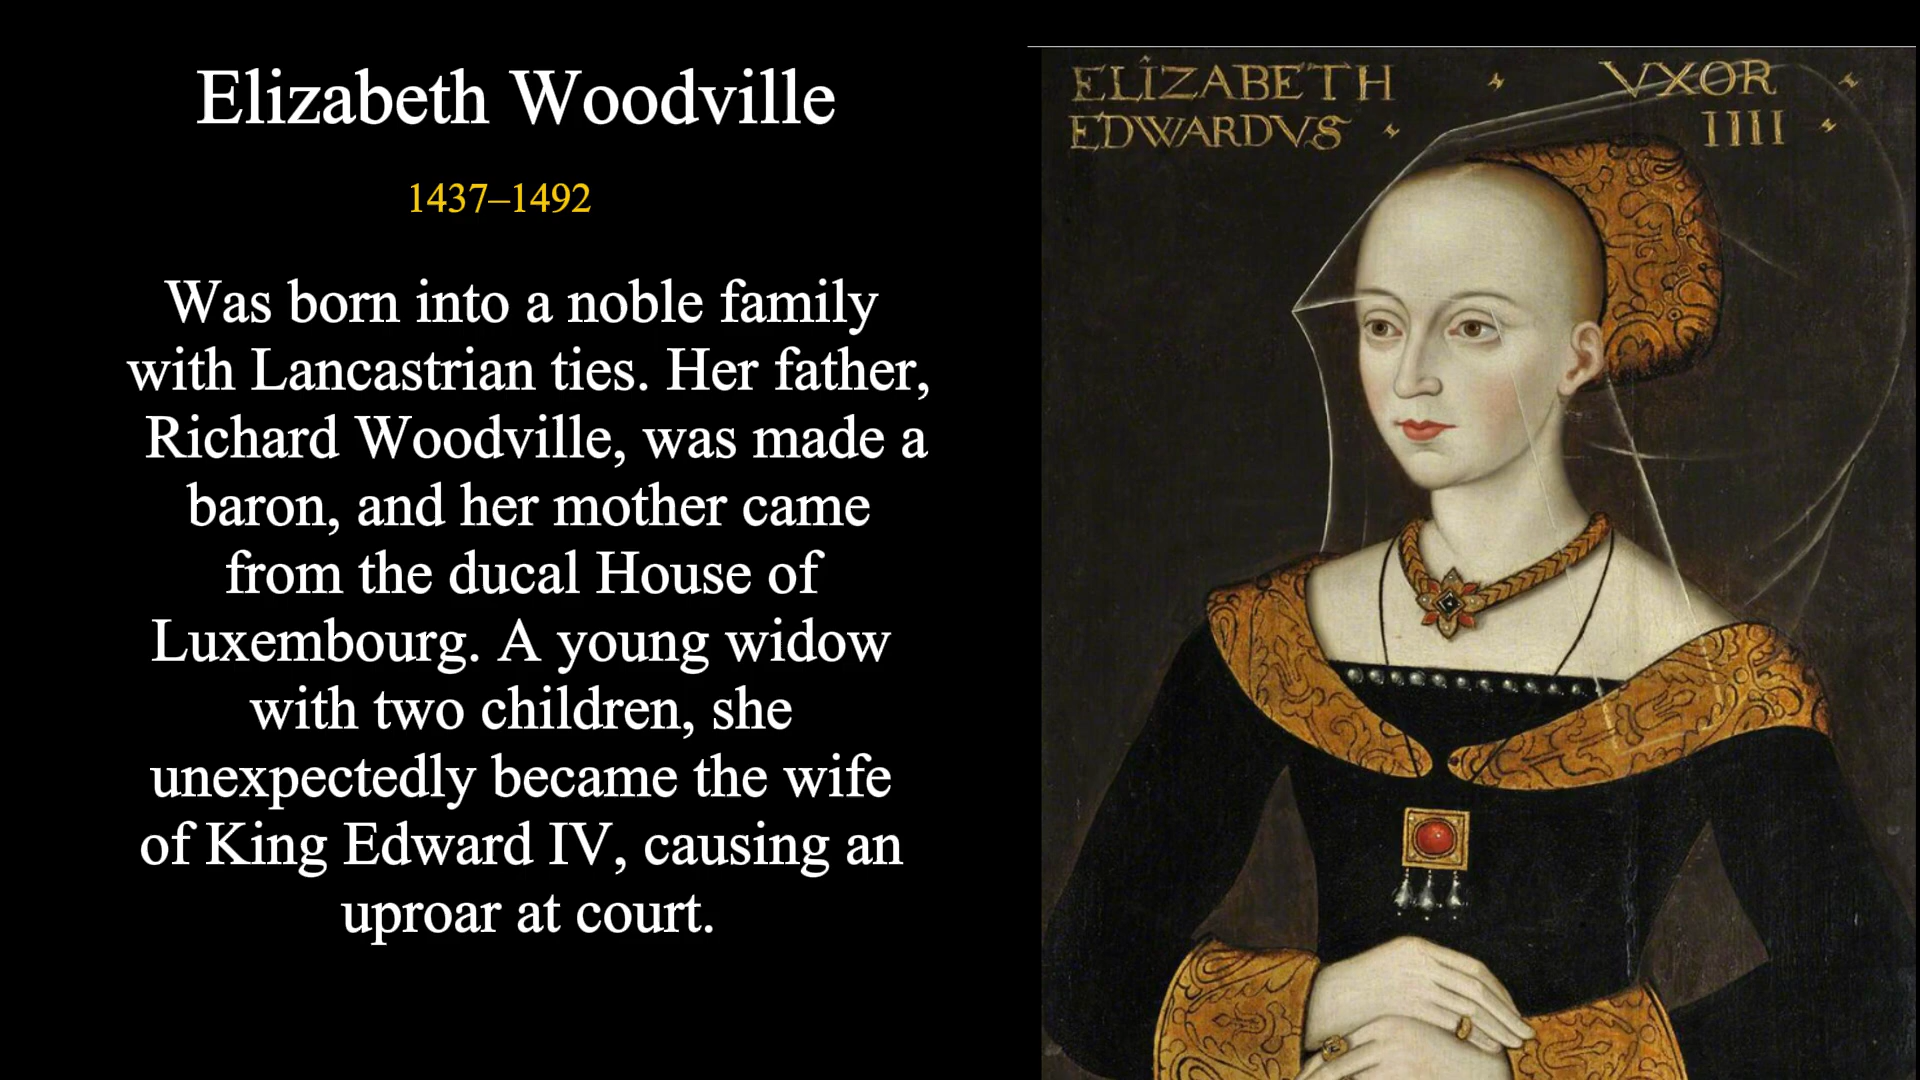 Elizabeth Woodville
1437–1492
Was born into a noble family
with Lancastrian ties. Her father,
Richard Woodville, was made a
baron, and her mother came
from the ducal House of
Luxembourg. A young widow
with two children, she
unexpectedly became the wife
of King Edward IV, causing an
uproar at court.
ELIZABETH VXOR
EDWARDVS IIII